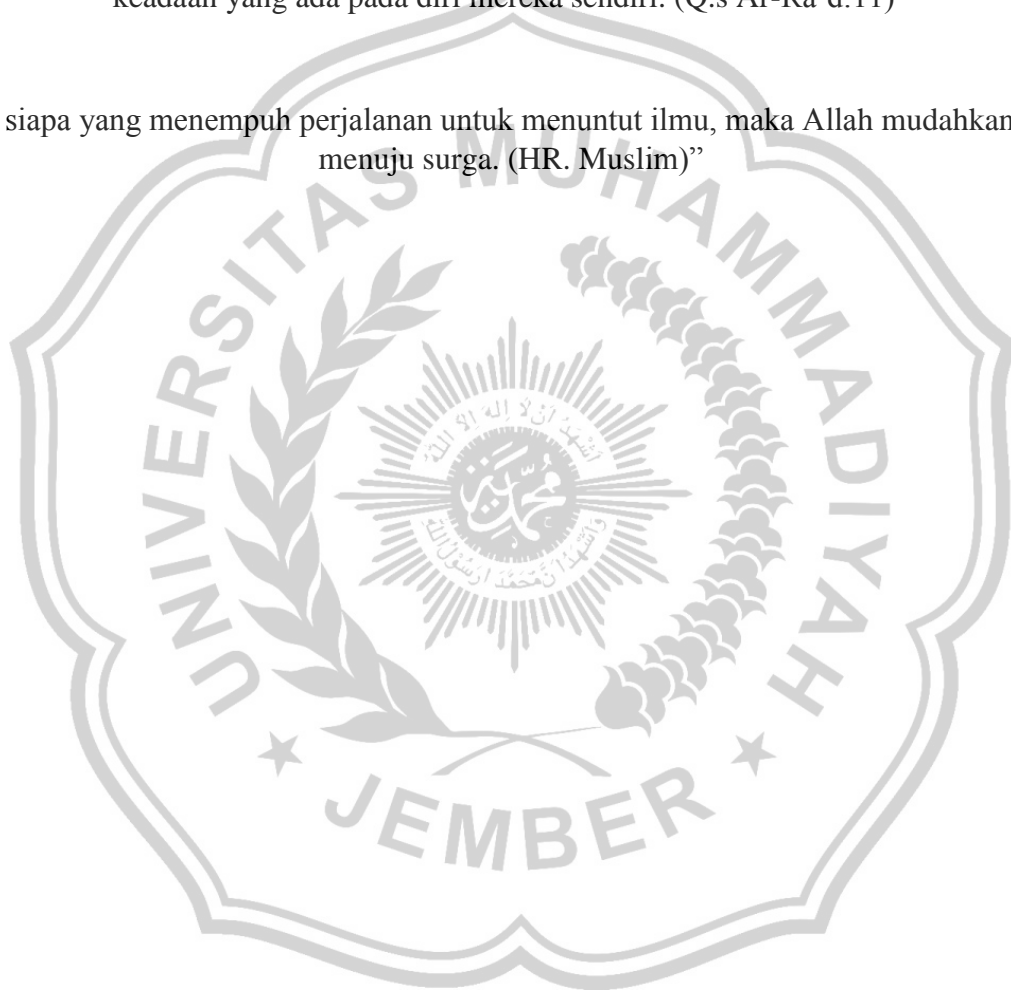 keadaan yang ada pada diri mereka sendiri. (Q.s Ar-Ra'd:11)
siapa yang menempuh perjalanan untuk menuntut ilmu, maka Allah mudahkan
menuju surga. (HR. Muslim)”
UNIVERSITAS MUHAMMADIYAH
JEMBER